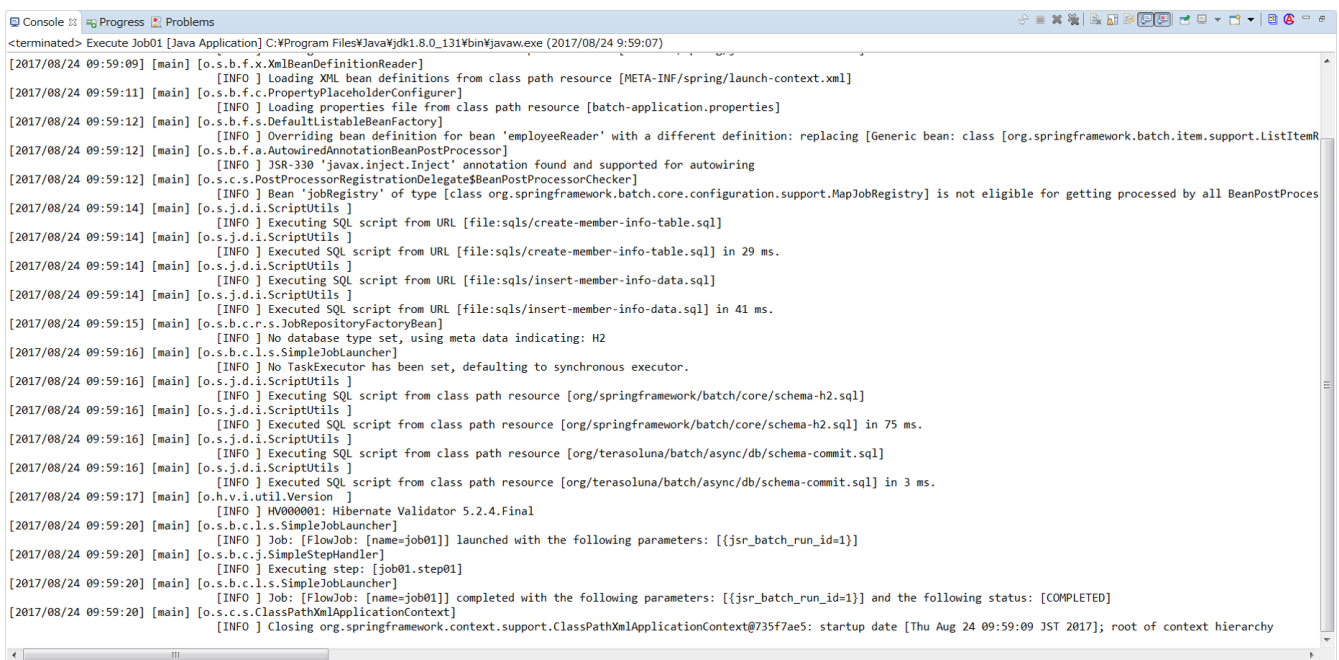 Console Progress Problems
<terminated> Execute Job01 [Java Application] C:¥Program Files¥Java¥jdk1.8.0_131¥bin¥javaw.exe (2017/08/24 9:59:07)
[2017/08/24 09:59:09] [main] [o.s.b.f.x.XmlBeanDefinitionReader]
[INFO ] Loading XML bean definitions from class path resource [META-INF/spring/launch-context.xml]
[2017/08/24 09:59:11] [main] [o.s.b.f.c.PropertyPlaceholderConfigurer]
[INFO ] Loading properties file from class path resource [batch-application.properties]
[2017/08/24 09:59:12] [main] [o.s.b.f.s.DefaultListableBeanFactory]
[INFO ] Overriding bean definition for bean 'employeeReader' with a different definition: replacing [Generic bean: class [org.springframework.batch.item.support.ListItemR
[2017/08/24 09:59:12] [main] [o.s.b.f.a.AutowiredAnnotationBeanPostProcessor]
[INFO ] JSR-330 'javax.inject.Inject' annotation found and supported for autowiring
[2017/08/24 09:59:12] [main] [o.s.c.s.PostProcessorRegistrationDelegate$BeanPostProcessorChecker]
[INFO ] Bean 'jobRegistry' of type [class org.springframework.batch.core.configuration.support.MapJobRegistry] is not eligible for getting processed by all BeanPostProces
[2017/08/24 09:59:14] [main] [o.s.j.d.i.ScriptUtils ]
[INFO ] Executing SQL script from URL [file:sqls/create-member-info-table.sql]
[2017/08/24 09:59:14] [main] [o.s.j.d.i.ScriptUtils ]
[INFO ] Executed SQL script from URL [file:sqls/create-member-info-table.sql] in 29 ms.
[2017/08/24 09:59:14] [main] [o.s.j.d.i.ScriptUtils ]
[INFO ] Executing SQL script from URL [file:sqls/insert-member-info-data.sql]
[2017/08/24 09:59:14] [main] [o.s.j.d.i.ScriptUtils ]
[INFO ] Executed SQL script from URL [file:sqls/insert-member-info-data.sql] in 41 ms.
[2017/08/24 09:59:15] [main] [o.s.b.c.r.s.JobRepositoryFactoryBean]
[INFO ] No database type set, using meta data indicating: H2
[2017/08/24 09:59:16] [main] [o.s.b.c.l.s.SimpleJobLauncher]
[INFO ] No TaskExecutor has been set, defaulting to synchronous executor.
[2017/08/24 09:59:16] [main] [o.s.j.d.i.ScriptUtils ]
[INFO ] Executing SQL script from class path resource [org/springframework/batch/core/schema-h2.sql]
[2017/08/24 09:59:16] [main] [o.s.j.d.i.ScriptUtils ]
[INFO ] Executed SQL script from class path resource [org/springframework/batch/core/schema-h2.sql] in 75 ms.
[2017/08/24 09:59:16] [main] [o.s.j.d.i.ScriptUtils ]
[INFO ] Executing SQL script from class path resource [org/terasoluna/batch/async/db/schema-commit.sql]
[2017/08/24 09:59:16] [main] [o.s.j.d.i.ScriptUtils ]
[INFO ] Executed SQL script from class path resource [org/terasoluna/batch/async/db/schema-commit.sql] in 3 ms.
[2017/08/24 09:59:17] [main] [o.h.v.i.util.Version  ]
[INFO ] HV000001: Hibernate Validator 5.2.4.Final
[2017/08/24 09:59:20] [main] [o.s.b.c.l.s.SimpleJobLauncher]
[INFO ] Job: [FlowJob: [name=job01]] launched with the following parameters: [{jsr_batch_run_id=1}]
[2017/08/24 09:59:20] [main] [o.s.b.c.j.SimpleStepHandler]
[INFO ] Executing step: [job01.step01]
[2017/08/24 09:59:20] [main] [o.s.b.c.l.s.SimpleJobLauncher]
[INFO ] Job: [FlowJob: [name=job01]] completed with the following parameters: [{jsr_batch_run_id=1}] and the following status: [COMPLETED]
[2017/08/24 09:59:20] [main] [o.s.c.s.ClassPathXmlApplicationContext]
[INFO ] Closing org.springframework.context.support.ClassPathXmlApplicationContext@735f7ae5: startup date [Thu Aug 24 09:59:09 JST 2017]; root of context hierarchy